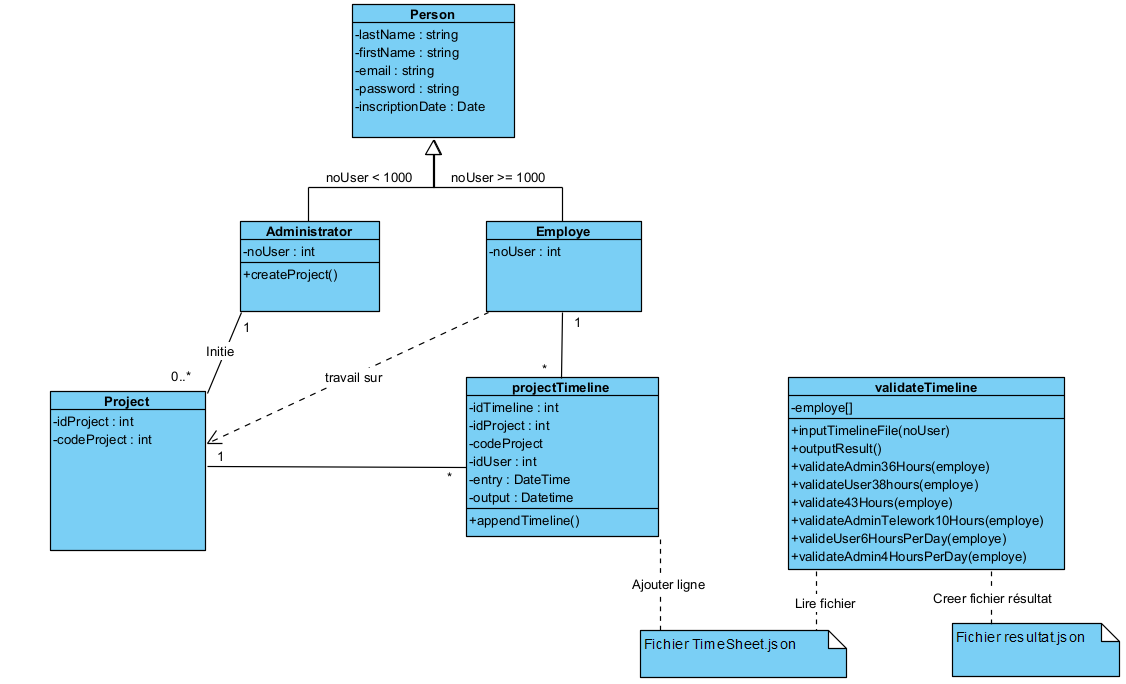 Person
-lastName : string
-firstName : string
-email : string
-password : string
-inscriptionDate : Date
noUser < 1000
noUser >= 1000
Administrator
-noUser : int
+createProject()
Employe
-noUser : int
1
1
Initie
0..*
travail sur
*
Project
-idProject : int
-codeProject : int
1
*
projectTimeline
-idTimeline : int
-idProject : int
-codeProject
-idUser : int
-entry : DateTime
-output : Datetime
+appendTimeline()
validateTimeline
-employe[]
+inputTimelineFile(noUser)
+outputResult()
+validateAdmin36Hours(employe)
+validateUser38hours(employe)
+validate43Hours(employe)
+validateAdminTelework10Hours(employe)
+valideUser6HoursPerDay(employe)
+validateAdmin4HoursPerDay(employe)
Ajouter ligne
Lire fichier
Creer fichier résultat
Fichier TimeSheet.json
Fichier resultat.json